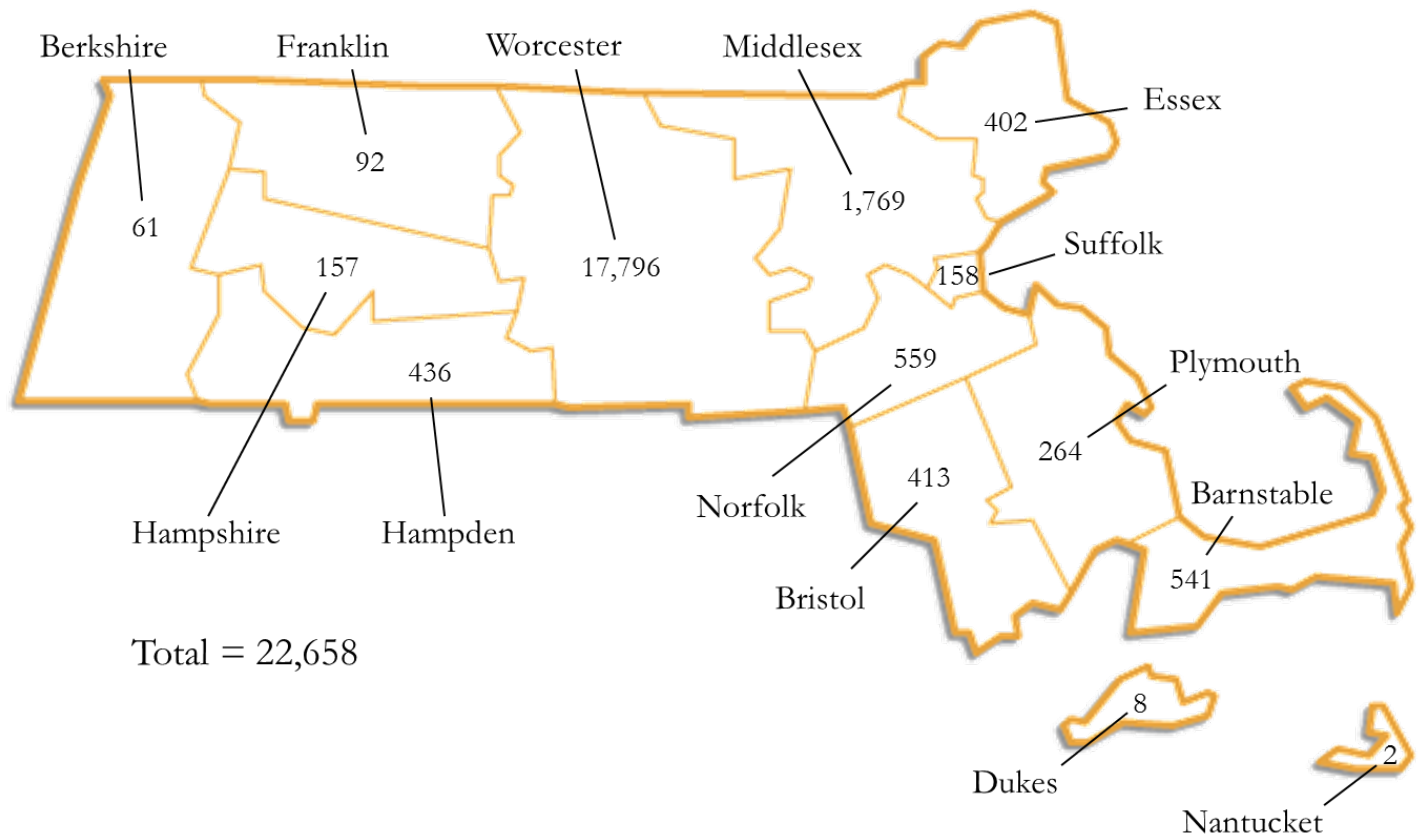 Berkshire
Franklin
Worcester
Middlesex
Essex
402
92
1,769
61
Suffolk
157
17,796
158
Plymouth
559
436
264
413
Barnstable
Norfolk
Hampshire
Hampden
541
Bristol
Total = 22,658
8
2
Dukes
Nantucket